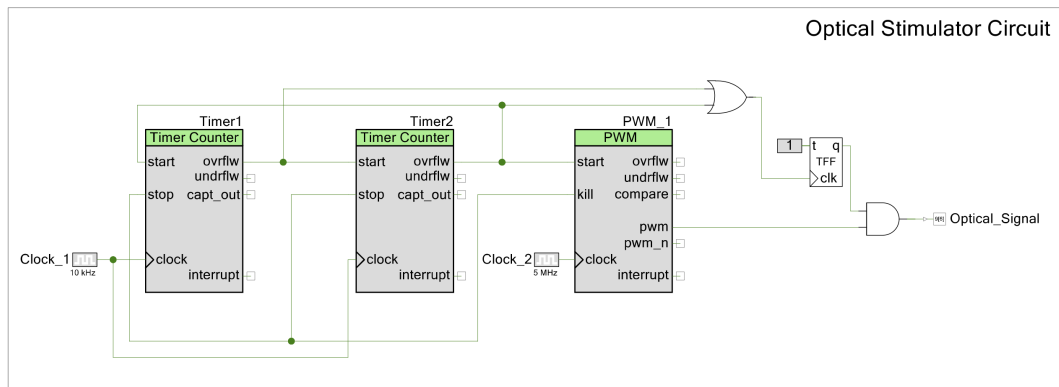 Optical Stimulator Circuit
Timer1
Timer Counter
start
ovrflw
undrflw
stop
capt_out
clock
interrupt
Clock_1
10 kHz
Timer2
Timer Counter
start
ovrflw
undrflw
stop
capt_out
clock
interrupt
PWM_1
PWM
start
ovrflw
undrflw
kill
compare
pwm
pwm_n
clock
interrupt
Clock_2
5 MHz
1
t q
TFF
clk
Optical_Signal